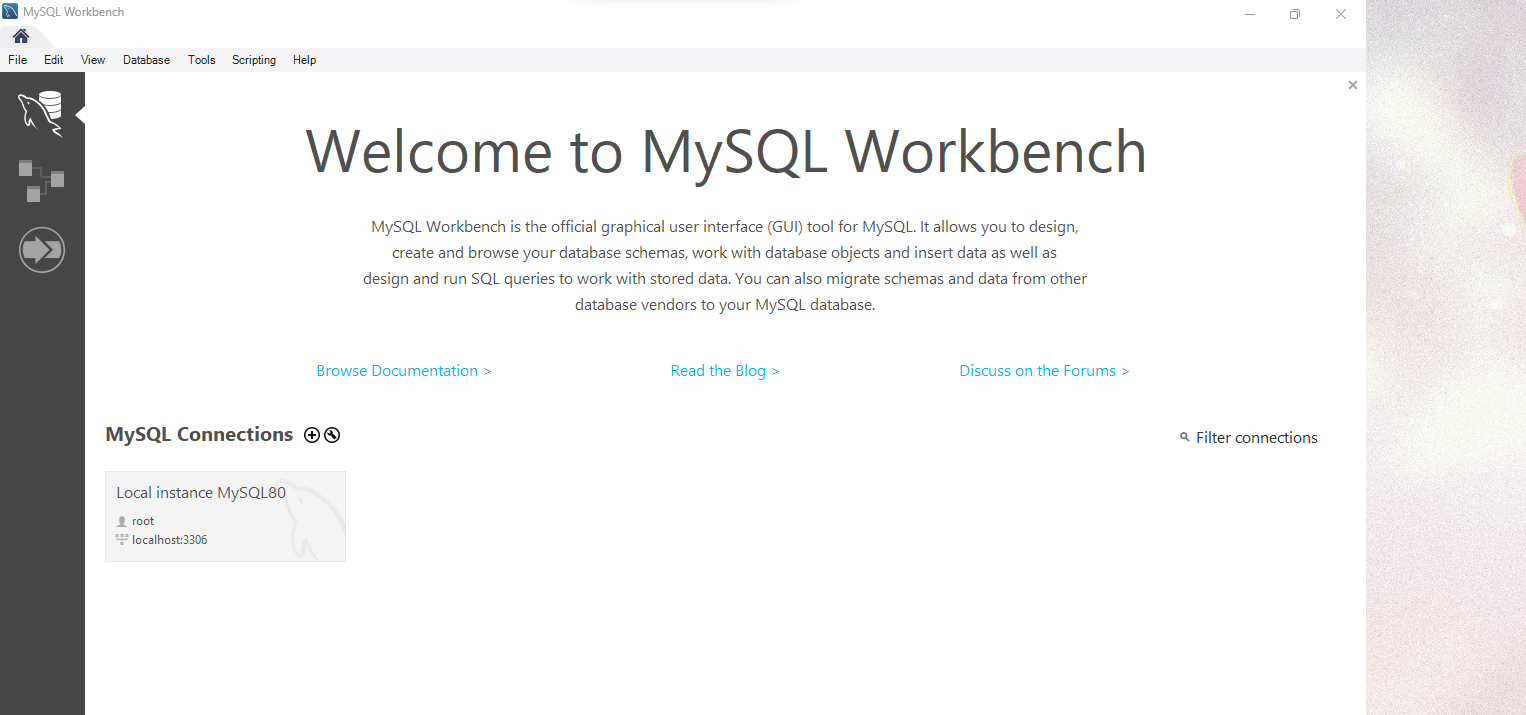 MySQL Workbench
File Edit View Database Tools Scripting Help
Welcome to MySQL Workbench
MySQL Workbench is the official graphical user interface (GUI) tool for MySQL. It allows you to design,
create and browse your database schemas, work with database objects and insert data as well as
design and run SQL queries to work with stored data. You can also migrate schemas and data from other
database vendors to your MySQL database.
Browse Documentation > Read the Blog > Discuss on the Forums >
MySQL Connections Filter connections
Local instance MySQL80
root
localhost:3306